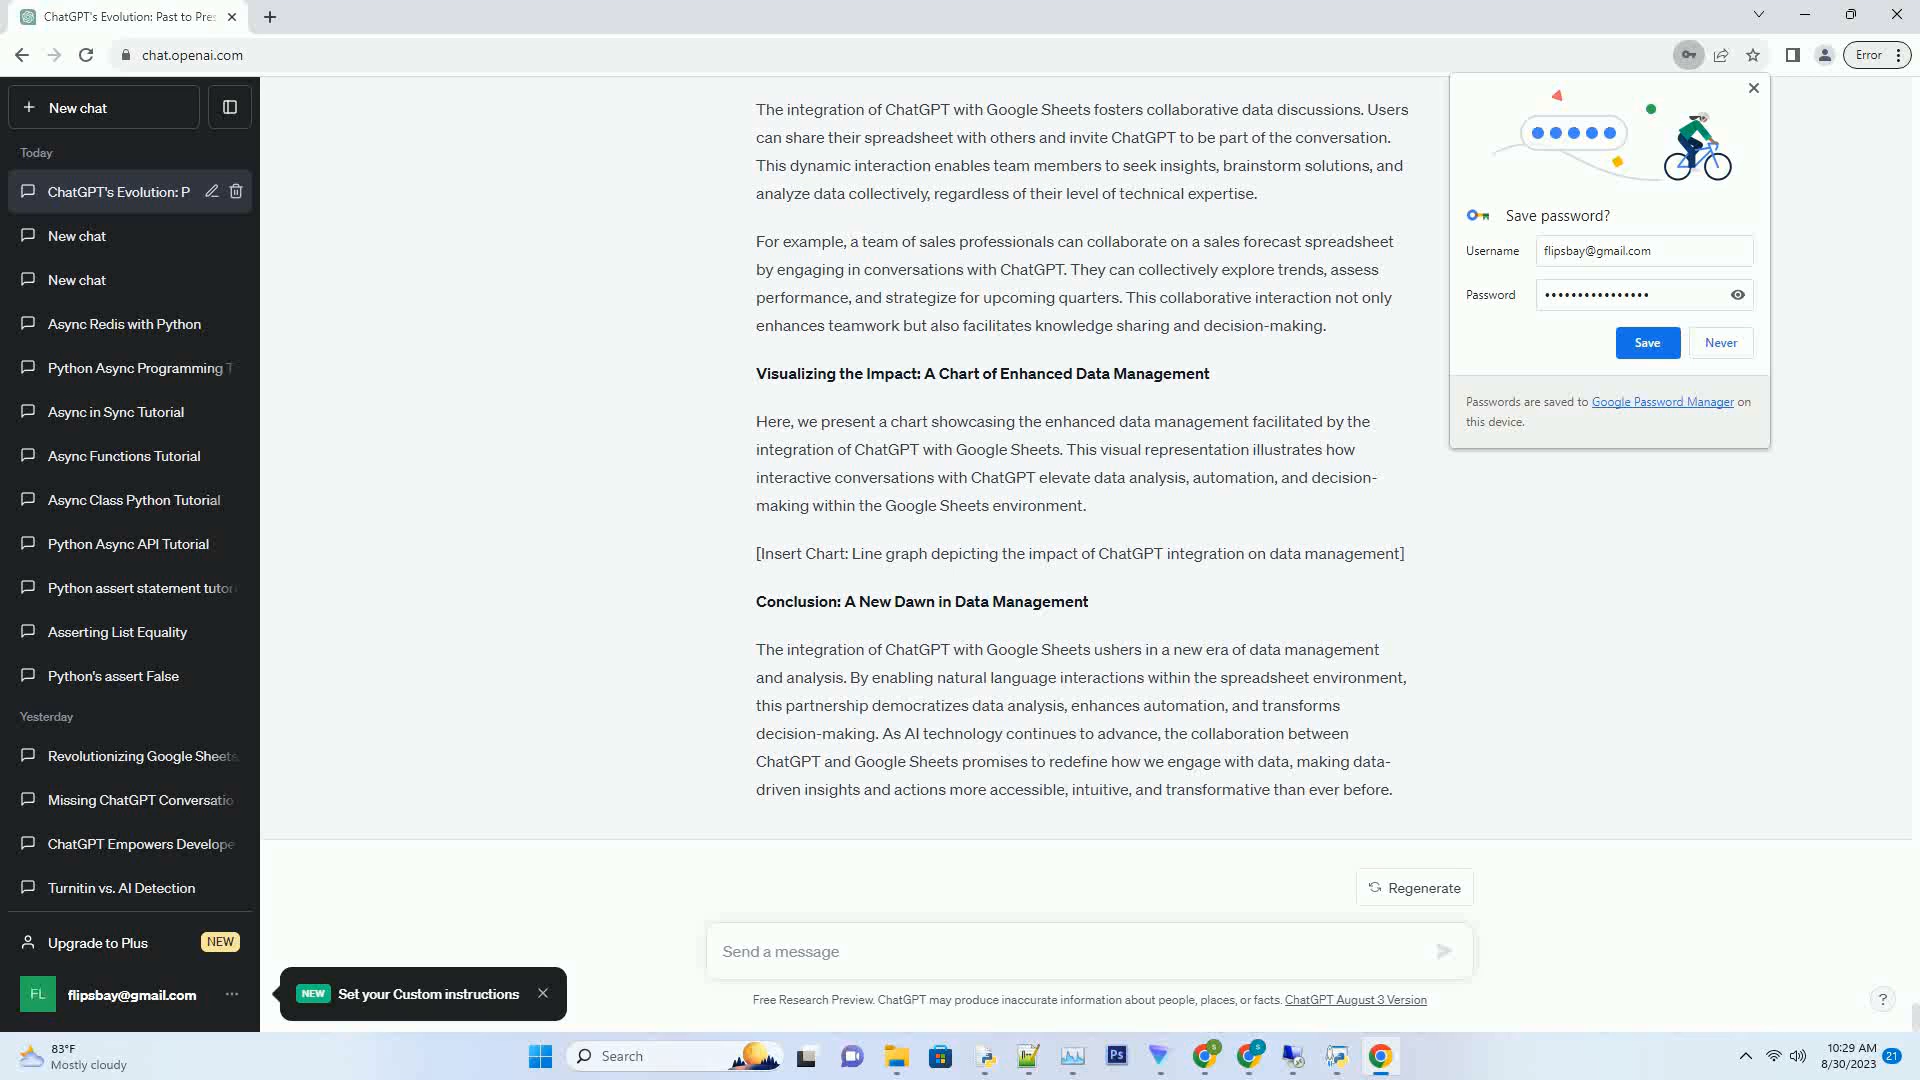 ChatGPT's Evolution: Past to Pres
chat.openai.com
Error
New chat
Today
ChatGPT's Evolution: P
New chat
New chat
Async Redis with Python
Python Async Programming T
Async in Sync Tutorial
Async Functions Tutorial
Async Class Python Tutorial
Python Async API Tutorial
Python assert statement tutor
Asserting List Equality
Python's assert False
Yesterday
Revolutionizing Google Sheets
Missing ChatGPT Conversatio
ChatGPT Empowers Develope
Turnitin vs. AI Detection
Upgrade to Plus
NEW
FL
flipsbay@gmail.com
NEW
Set your Custom instructions
The integration of ChatGPT with Google Sheets fosters collaborative data discussions. Users
can share their spreadsheet with others and invite ChatGPT to be part of the conversation.
This dynamic interaction enables team members to seek insights, brainstorm solutions, and
analyze data collectively, regardless of their level of technical expertise.
For example, a team of sales professionals can collaborate on a sales forecast spreadsheet
by engaging in conversations with ChatGPT. They can collectively explore trends, assess
performance, and strategize for upcoming quarters. This collaborative interaction not only
enhances teamwork but also facilitates knowledge sharing and decision-making.
Visualizing the Impact: A Chart of Enhanced Data Management
Here, we present a chart showcasing the enhanced data management facilitated by the
integration of ChatGPT with Google Sheets. This visual representation illustrates how
interactive conversations with ChatGPT elevate data analysis, automation, and decision-
making within the Google Sheets environment.
[Insert Chart: Line graph depicting the impact of ChatGPT integration on data management]
Conclusion: A New Dawn in Data Management
The integration of ChatGPT with Google Sheets ushers in a new era of data management
and analysis. By enabling natural language interactions within the spreadsheet environment,
this partnership democratizes data analysis, enhances automation, and transforms
decision-making. As AI technology continues to advance, the collaboration between
ChatGPT and Google Sheets promises to redefine how we engage with data, making data-
driven insights and actions more accessible, intuitive, and transformative than ever before.
Regenerate
Send a message
Free Research Preview. ChatGPT may produce inaccurate information about people, places, or facts. ChatGPT August 3 Version
?
Save password?
Username
flipsbay@gmail.com
Password
••••••••••••••••
Save
Never
Passwords are saved to Google Password Manager on
this device.
83°F
Mostly cloudy
Search
Ps
S
S
10:29 AM
8/30/2023
21